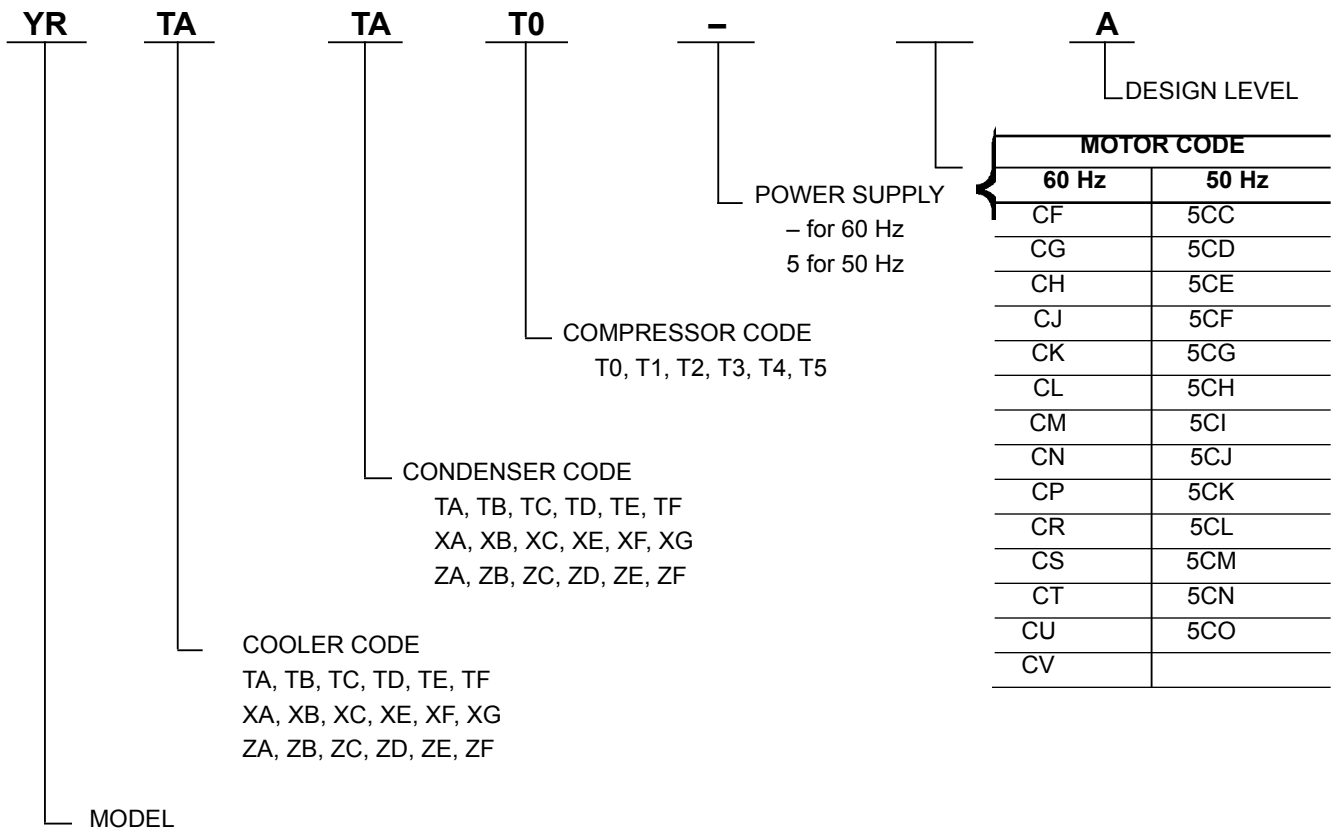 YR TA TA T0 – A
DESIGN LEVEL
MOTOR CODE
60 Hz 50 Hz
CF 5CC
CG 5CD
CH 5CE
CJ 5CF
CK 5CG
CL 5CH
CM 5CI
CN 5CJ
CP 5CK
CR 5CL
CS 5CM
CT 5CN
CU 5CO
CV
POWER SUPPLY
– for 60 Hz
5 for 50 Hz
COMPRESSOR CODE
T0, T1, T2, T3, T4, T5
CONDENSER CODE
TA, TB, TC, TD, TE, TF
XA, XB, XC, XE, XF, XG
ZA, ZB, ZC, ZD, ZE, ZF
COOLER CODE
TA, TB, TC, TD, TE, TF
XA, XB, XC, XE, XF, XG
ZA, ZB, ZC, ZD, ZE, ZF
MODEL